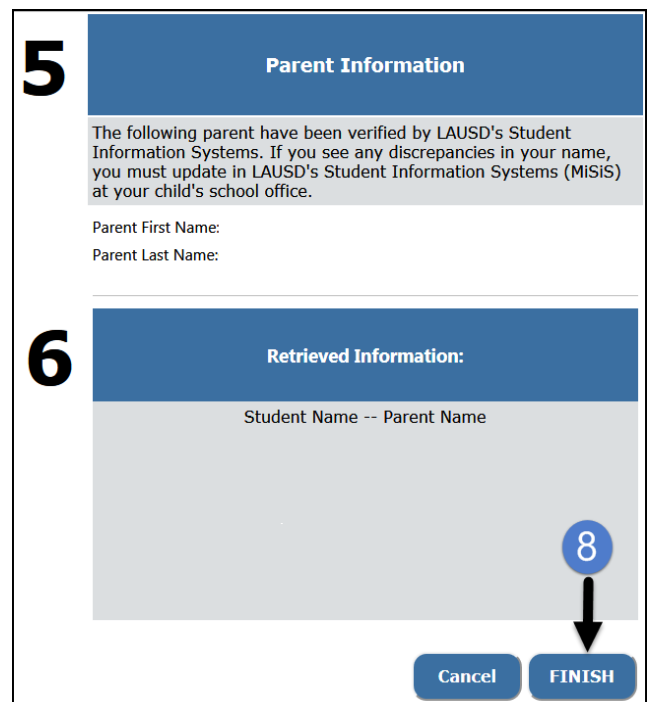 5
Parent Information
The following parent have been verified by LAUSD's Student
Information Systems. If you see any discrepancies in your name,
you must update in LAUSD's Student Information Systems (MiSiS)
at your child's school office.
Parent First Name:
Parent Last Name:
6
Retrieved Information:
Student Name -- Parent Name
8
Cancel
FINISH